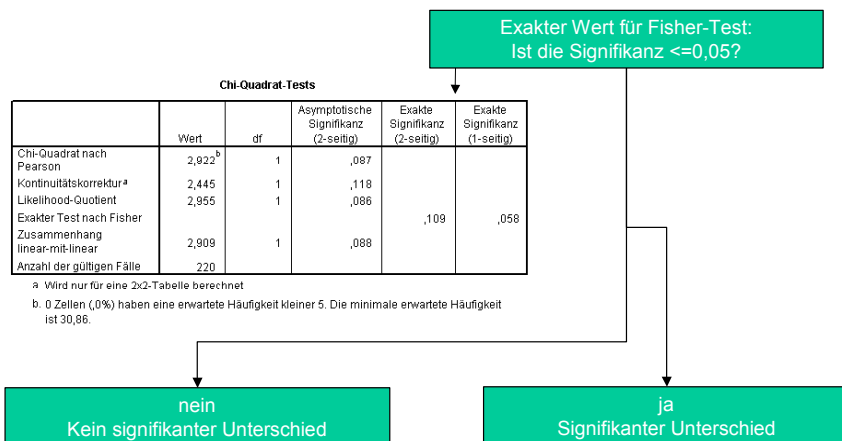 Exakter Wert für Fisher-Test:
Ist die Signifikanz <=0,05?
Chi-Quadrat-Tests
Wert df Asymptotische Signifikanz (2-seitig) Exakte Signifikanz (2-seitig) Exakte Signifikanz (1-seitig)
Chi-Quadrat nach Pearson 2,922b 1 ,087
Kontinuitätskorrektur a 2,445 1 ,118
Likelihood-Quotient 2,955 1 ,086
Exakter Test nach Fisher ,109 ,058
Zusammenhang linear-mit-linear 2,909 1 ,088
Anzahl der gültigen Fälle 220
a Wird nur für eine 2x2-Tabelle berechnet
b. 0 Zellen (,0%) haben eine erwartete Häufigkeit kleiner 5. Die minimale erwartete Häufigkeit
ist 30,86.
nein
Kein signifikanter Unterschied
ja
Signifikanter Unterschied